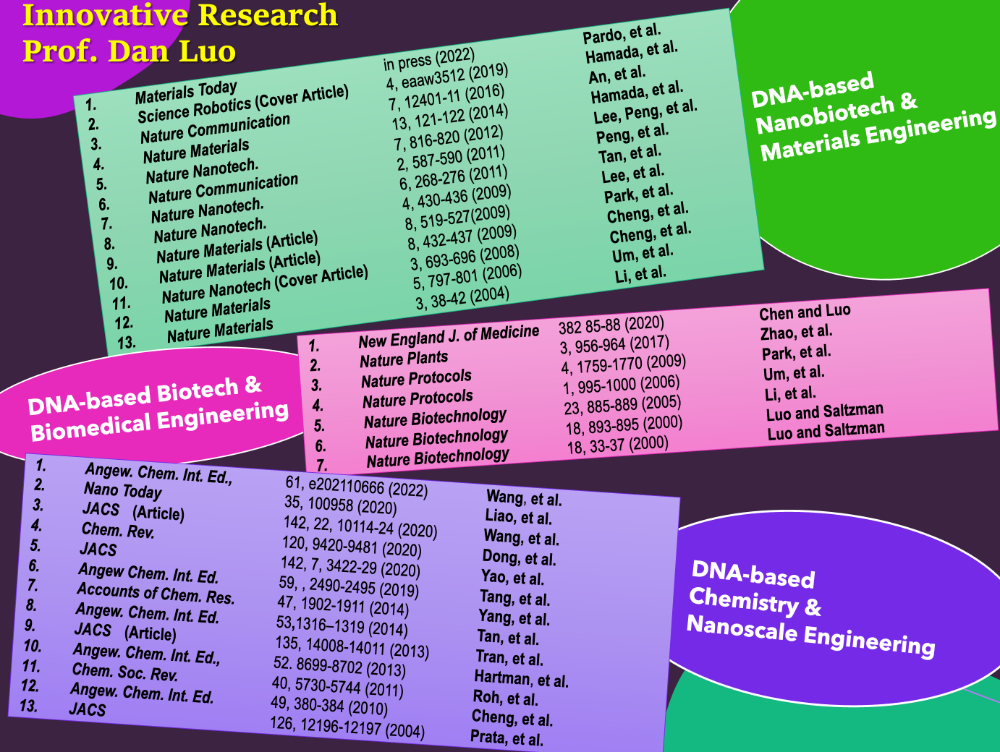 Innovative Research
Prof. Dan Luo
1. Materials Today in press (2022) Pardo, et al.
2. Science Robotics (Cover Article) 4, eaaw3512 (2019) Hamada, et al.
3. Nature Communication 7, 12401-11 (2016) An, et al.
4. Nature Materials 13, 121-122 (2014) Hamada, et al.
5. Nature Nanotech. 7, 816-820 (2012) Lee, Peng, et al.
6. Nature Communication 2, 587-590 (2011) Peng, et al.
7. Nature Nanotech. 6, 268-276 (2011) Tan, et al.
8. Nature Nanotech. 4, 430-436 (2009) Lee, et al.
9. Nature Materials (Article) 8, 519-527(2009) Park, et al.
10. Nature Materials (Article) 8, 432-437 (2009) Cheng, et al.
11. Nature Nanotech (Cover Article) 3, 693-696 (2008) Cheng, et al.
12. Nature Materials 5, 797-801 (2006) Um, et al.
13. Nature Materials 3, 38-42 (2004) Li, et al.
DNA-based
Nanobiotech &
Materials Engineering
DNA-based Biotech &
Biomedical Engineering
1. New England J. of Medicine 382 85-88 (2020) Chen and Luo
2. Nature Plants 3, 956-964 (2017) Zhao, et al.
3. Nature Protocols 4, 1759-1770 (2009) Park, et al.
4. Nature Protocols 1, 995-1000 (2006) Um, et al.
5. Nature Biotechnology 23, 885-889 (2005) Li, et al.
6. Nature Biotechnology 18, 893-895 (2000) Luo and Saltzman
7. Nature Biotechnology 18, 33-37 (2000) Luo and Saltzman
1. Angew. Chem. Int. Ed., 61, e202110666 (2022) Wang, et al.
2. Nano Today 35, 100958 (2020) Liao, et al.
3. JACS (Article) 142, 22, 10114-24 (2020) Wang, et al.
4. Chem. Rev. 120, 9420-9481 (2020) Dong, et al.
5. JACS 142, 7, 3422-29 (2020) Yao, et al.
6. Angew Chem. Int. Ed. 59, , 2490-2495 (2019) Tang, et al.
7. Accounts of Chem. Res. 47, 1902-1911 (2014) Yang, et al.
8. Angew. Chem. Int. Ed. 53,1316–1319 (2014) Tan, et al.
9. JACS (Article) 135, 14008-14011 (2013) Tran, et al.
10. Angew. Chem. Int. Ed., 52. 8699-8702 (2013) Hartman, et al.
11. Chem. Soc. Rev. 40, 5730-5744 (2011) Roh, et al.
12. Angew. Chem. Int. Ed. 49, 380-384 (2010) Cheng, et al.
13. JACS 126, 12196-12197 (2004) Prata, et al.
DNA-based
Chemistry &
Nanoscale Engineering